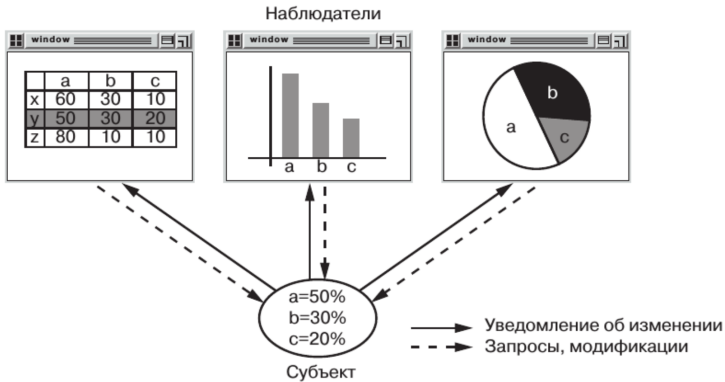 Наблюдатели
window
window
window
a b c
x 60 30 10
y 50 30 20
z 80 10 10
a b c
a
b
c
a=50%
b=30%
c=20%
Субъект
Уведомление об изменении
Запросы, модификации